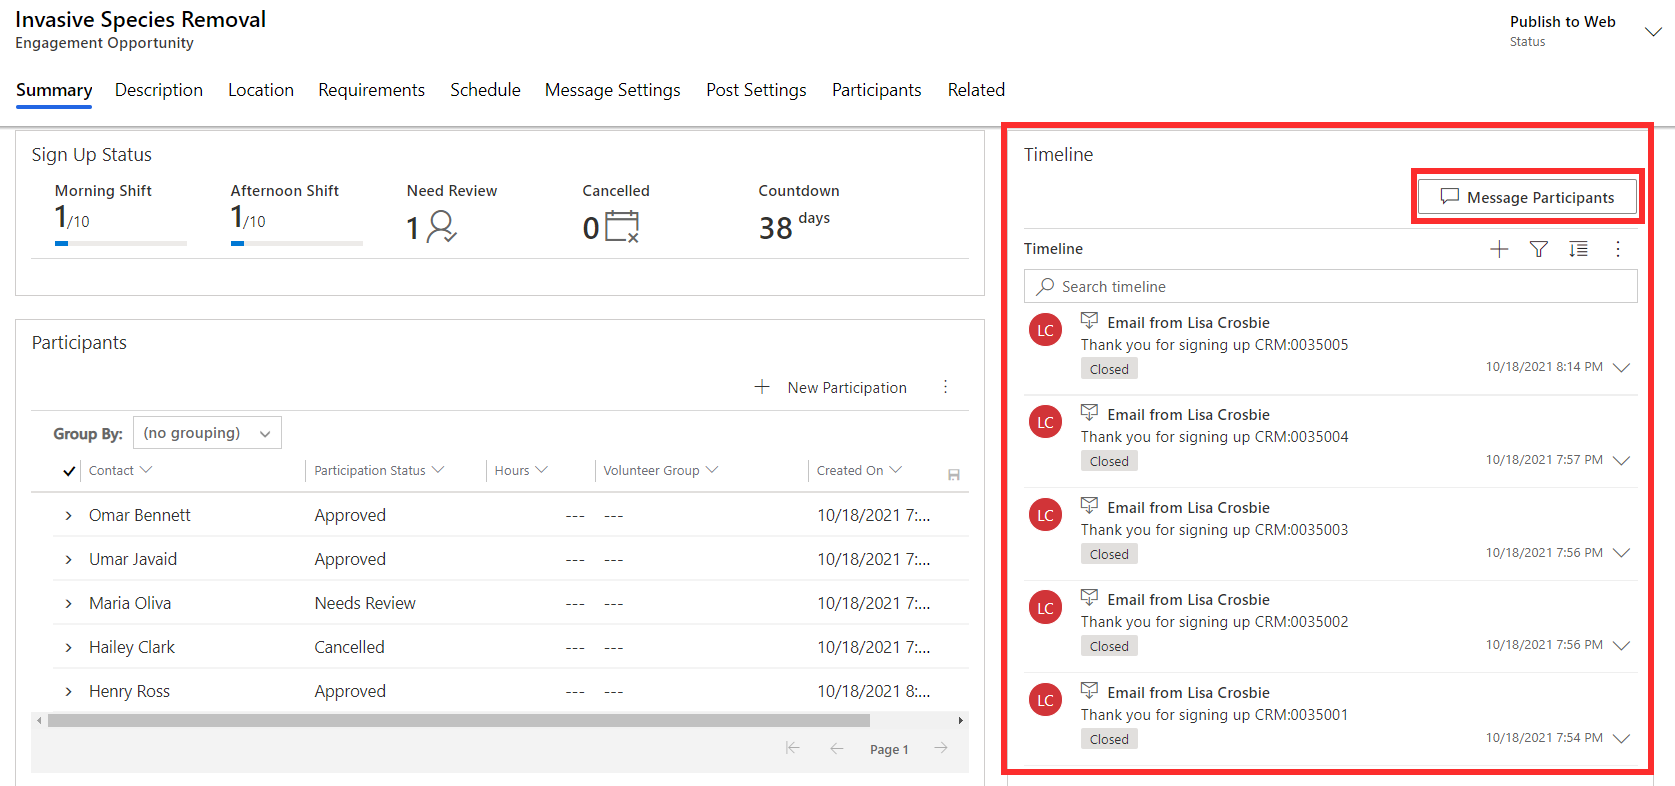 Invasive Species Removal
Engagement Opportunity
Publish to Web
Status
Summary Description Location Requirements Schedule Message Settings Post Settings Participants Related
Sign Up Status
Morning Shift Afternoon Shift Need Review Cancelled Countdown
1/10 1/10 1 0 38 days
Participants
New Participation
Group By: (no grouping)
Contact Participation Status Hours Volunteer Group Created On
Omar Bennett Approved --- --- 10/18/2021 7:...
Umar Javaid Approved --- --- 10/18/2021 7:...
Maria Oliva Needs Review --- --- 10/18/2021 7:...
Hailey Clark Cancelled --- --- 10/18/2021 7:...
Henry Ross Approved --- --- 10/18/2021 8:...
Page 1
Timeline
Message Participants
Timeline
Search timeline
LC Email from Lisa Crosbie
Thank you for signing up CRM:0035005
Closed 10/18/2021 8:14 PM
LC Email from Lisa Crosbie
Thank you for signing up CRM:0035004
Closed 10/18/2021 7:57 PM
LC Email from Lisa Crosbie
Thank you for signing up CRM:0035003
Closed 10/18/2021 7:56 PM
LC Email from Lisa Crosbie
Thank you for signing up CRM:0035002
Closed 10/18/2021 7:56 PM
LC Email from Lisa Crosbie
Thank you for signing up CRM:0035001
Closed 10/18/2021 7:54 PM